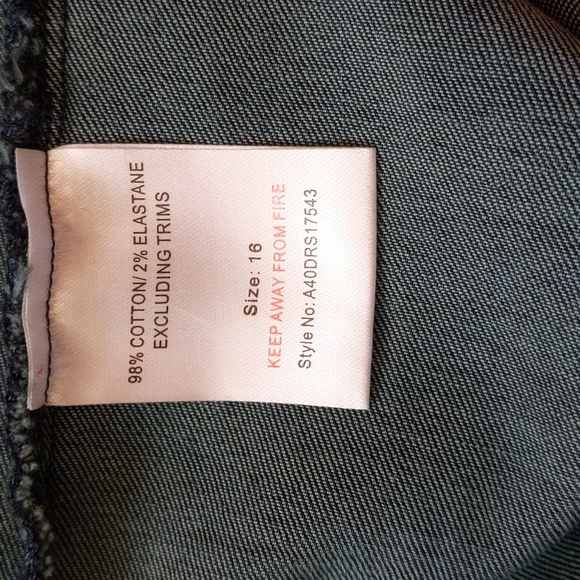 98% COTTON/ 2% ELASTANE
EXCLUDING TRIMS
Size: 16
KEEP AWAY FROM FIRE
Style No: A40DRS17543